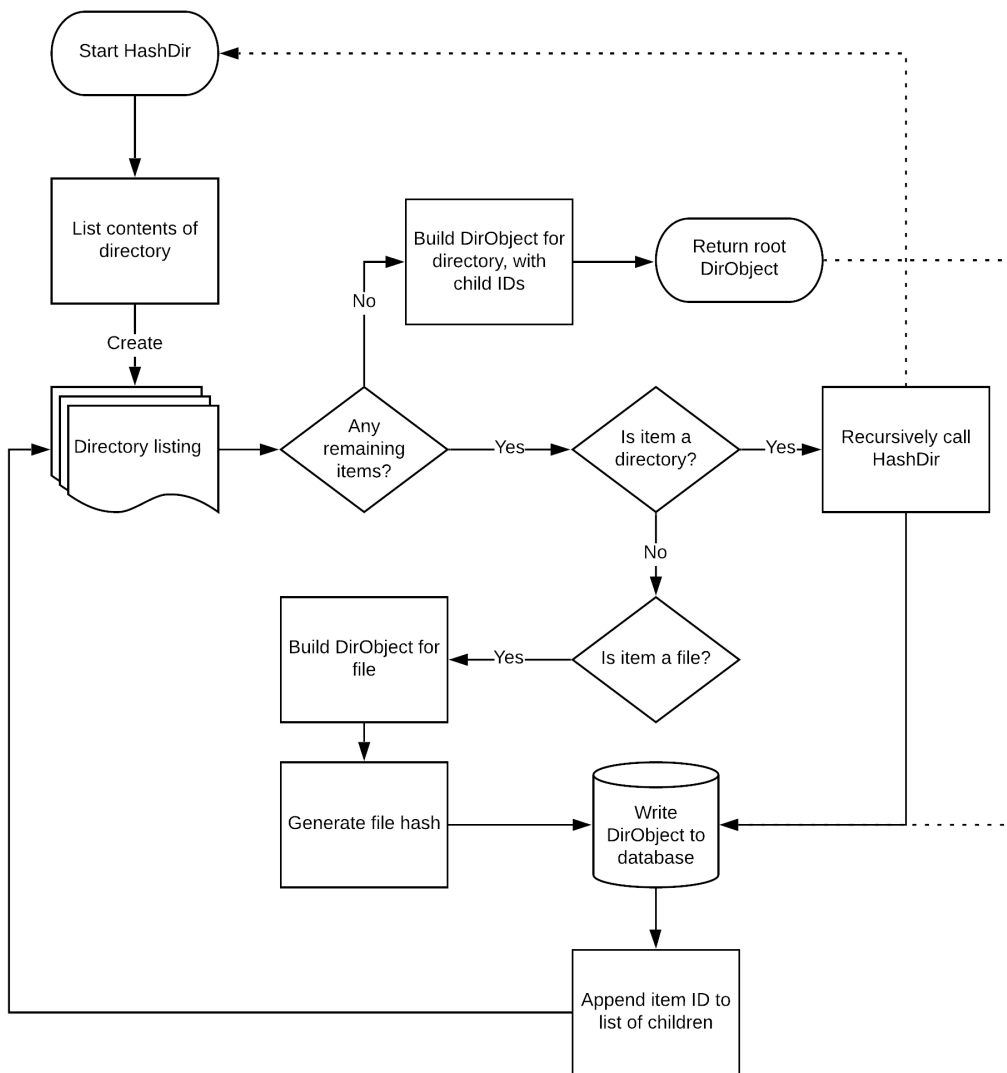 Start HashDir
List contents of
directory
Create
Directory listing
Any
remaining
items?
No
Build DirObject for
directory, with
child IDs
Return root
DirObject
Yes
Is item a
directory?
Yes
Recursively call
HashDir
No
Is item a file?
Yes
Build DirObject for
file
Generate file hash
Write
DirObject to
database
Append item ID to
list of children